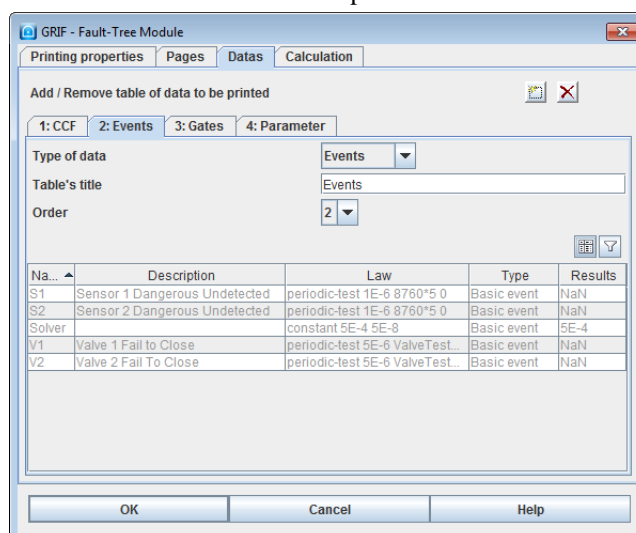 GRIF - Fault-Tree Module
Printing properties Pages Datas Calculation
Add / Remove table of data to be printed
1: CCF 2: Events 3: Gates 4: Parameter
Type of data Events
Table's title Events
Order 2
Na... Description Law Type Results
S1 Sensor 1 Dangerous Undetected periodic-test 1E-6 8760*5 0 Basic event NaN
S2 Sensor 2 Dangerous Undetected periodic-test 1E-6 8760*5 0 Basic event NaN
Solver constant 5E-4 5E-8 Basic event 5E-4
V1 Valve 1 Fail to Close periodic-test 5E-6 ValveTest... Basic event NaN
V2 Valve 2 Fail To Close periodic-test 5E-6 ValveTest... Basic event NaN
OK Cancel Help